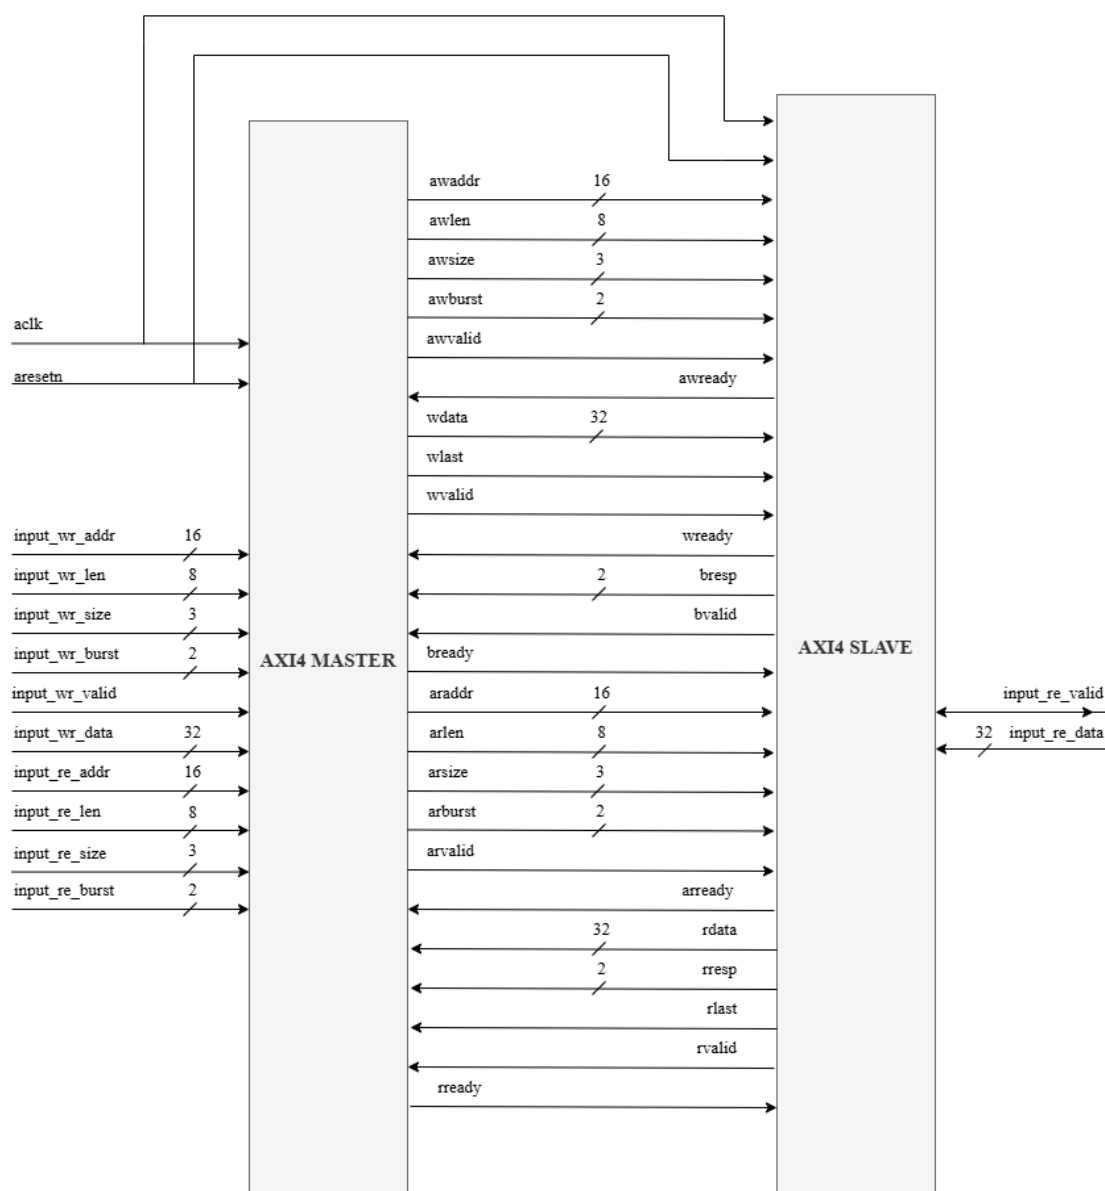 awaddr 16
awlen 8
awsize 3
awburst 2
aclk
awvalid
aresetn
awready
wdata 32
wlast
wvalid
input_wr_addr 16
wready
input_wr_len 8
2 bresp
input_wr_size 3
bvalid
input_wr_burst 2
AXI4 MASTER
bready
AXI4 SLAVE
input_wr_valid
araddr 16
input_re_valid
input_wr_data 32
arlen 8
32 input_re_data
input_re_addr 16
arsize 3
input_re_len 8
arburst 2
input_re_size 3
arvalid
input_re_burst 2
arready
32 rdata
2 rresp
rlast
rvalid
rready